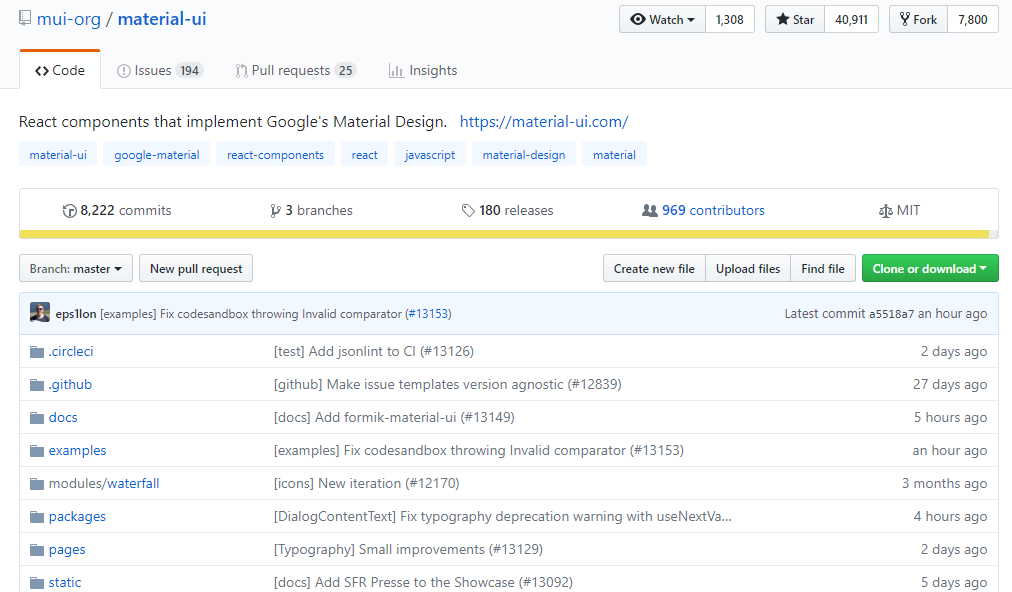 mui-org / material-ui Watch 1,308 Star 40,911 Fork 7,800
Code Issues 194 Pull requests 25 Insights
React components that implement Google's Material Design. https://material-ui.com/
material-ui google-material react-components react javascript material-design material
8,222 commits 3 branches 180 releases 969 contributors MIT
Branch: master New pull request Create new file Upload files Find file Clone or download
eps1lon [examples] Fix codesandbox throwing Invalid comparator (#13153) Latest commit a5518a7 an hour ago
.circleci [test] Add jsonlint to CI (#13126) 2 days ago
.github [github] Make issue templates version agnostic (#12839) 27 days ago
docs [docs] Add formik-material-ui (#13149) 5 hours ago
examples [examples] Fix codesandbox throwing Invalid comparator (#13153) an hour ago
modules/waterfall [icons] New iteration (#12170) 3 months ago
packages [DialogContentText] Fix typography deprecation warning with useNextVa... 4 hours ago
pages [Typography] Small improvements (#13129) 2 days ago
static [docs] Add SFR Presse to the Showcase (#13092) 5 days ago